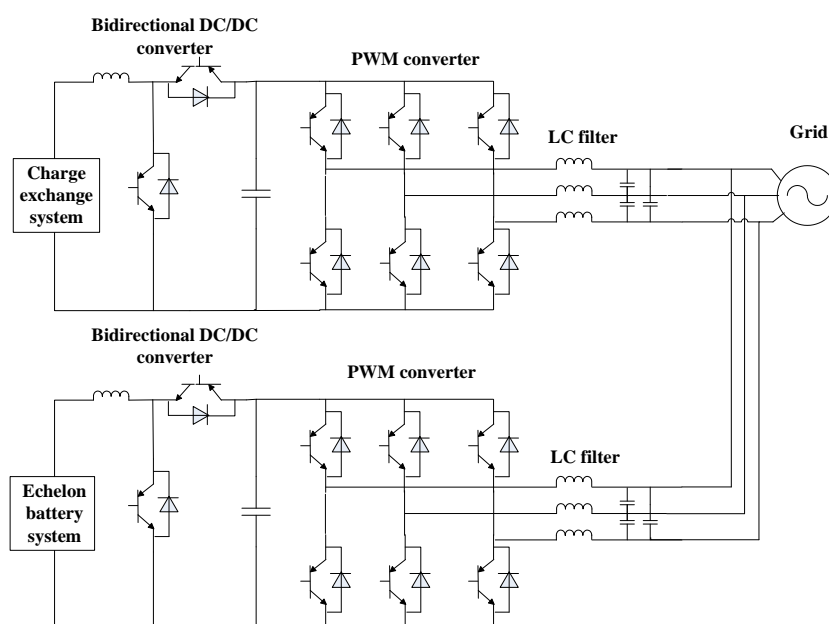 Bidirectional DC/DC
converter
PWM converter
LC filter
Grid
Charge
exchange
system
Bidirectional DC/DC
converter
PWM converter
LC filter
Echelon
battery
system